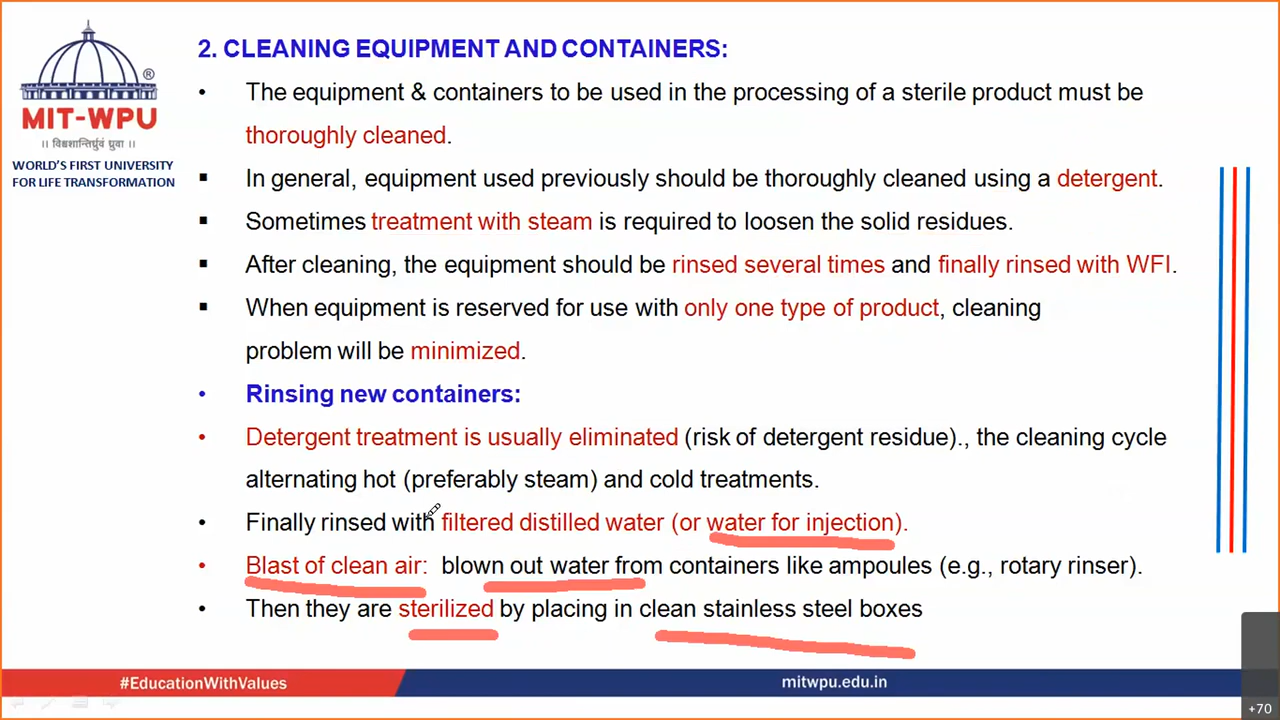 2. CLEANING EQUIPMENT AND CONTAINERS:
• The equipment & containers to be used in the processing of a sterile product must be
thoroughly cleaned.
▪ In general, equipment used previously should be thoroughly cleaned using a detergent.
▪ Sometimes treatment with steam is required to loosen the solid residues.
▪ After cleaning, the equipment should be rinsed several times and finally rinsed with WFI.
▪ When equipment is reserved for use with only one type of product, cleaning
problem will be minimized.
• Rinsing new containers:
• Detergent treatment is usually eliminated (risk of detergent residue)., the cleaning cycle
alternating hot (preferably steam) and cold treatments.
• Finally rinsed with filtered distilled water (or water for injection).
• Blast of clean air: blown out water from containers like ampoules (e.g., rotary rinser).
• Then they are sterilized by placing in clean stainless steel boxes
®
MIT-WPU
|| विश्वशान्तिर्ध्रुवं ध्रुवा ||
WORLD'S FIRST UNIVERSITY
FOR LIFE TRANSFORMATION
#EducationWithValues
mitwpu.edu.in
+70